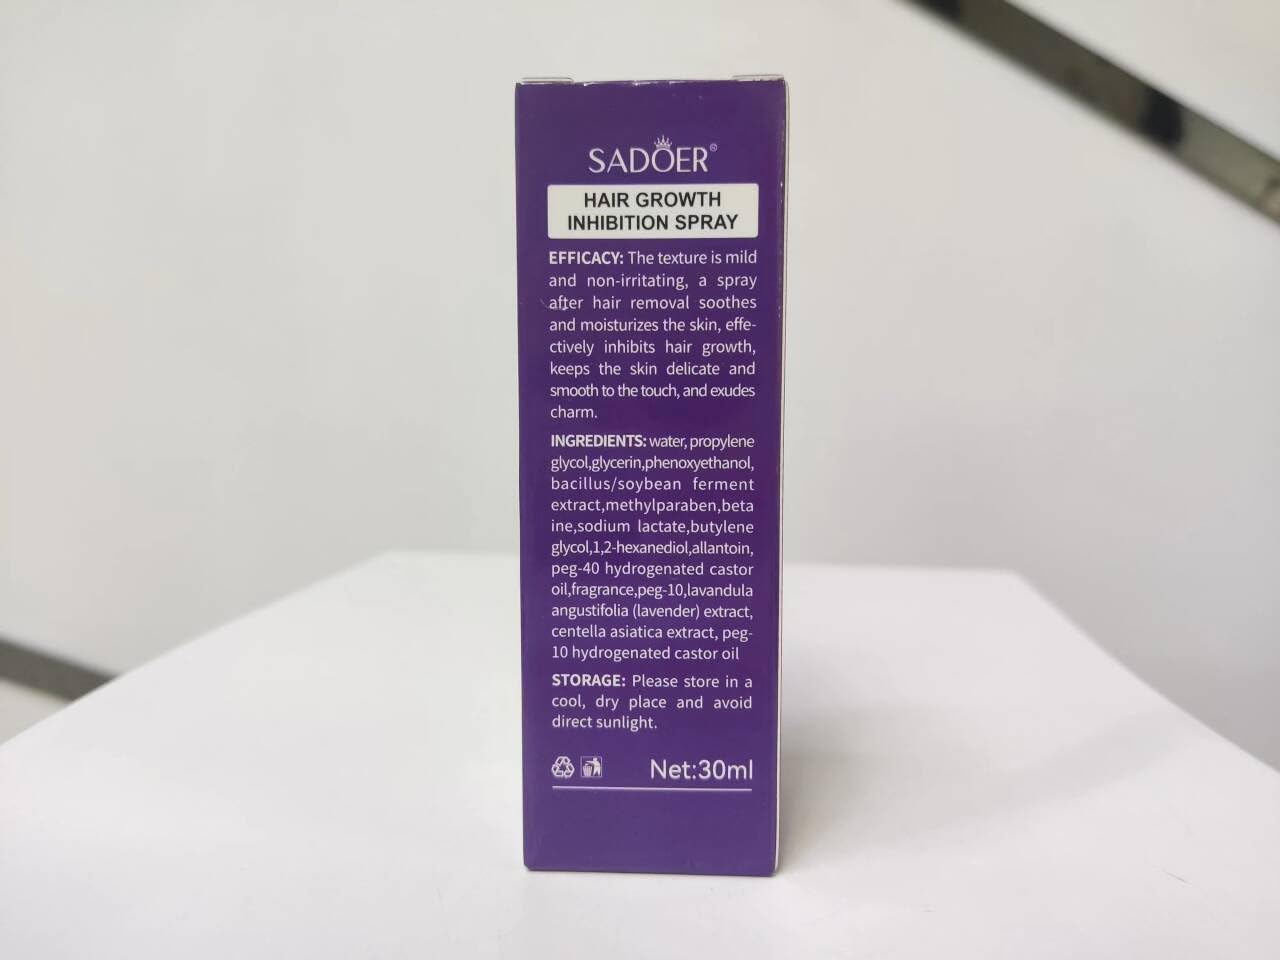 SADOER®
HAIR GROWTH
INHIBITION SPRAY
EFFICACY: The texture is mild
and non-irritating, a spray
after hair removal soothes
and moisturizes the skin, effe-
ctively inhibits hair growth,
keeps the skin delicate and
smooth to the touch, and exudes
charm.
INGREDIENTS: water, propylene
glycol,glycerin,phenoxyethanol,
bacillus/soybean ferment
extract,methylparaben,beta
ine,sodium lactate,butylene
glycol,1,2-hexanediol,allantoin,
peg-40 hydrogenated castor
oil,fragrance,peg-10,lavandula
angustifolia (lavender) extract,
centella asiatica extract, peg-
10 hydrogenated castor oil
STORAGE: Please store in a
cool, dry place and avoid
direct sunlight.
Net:30ml